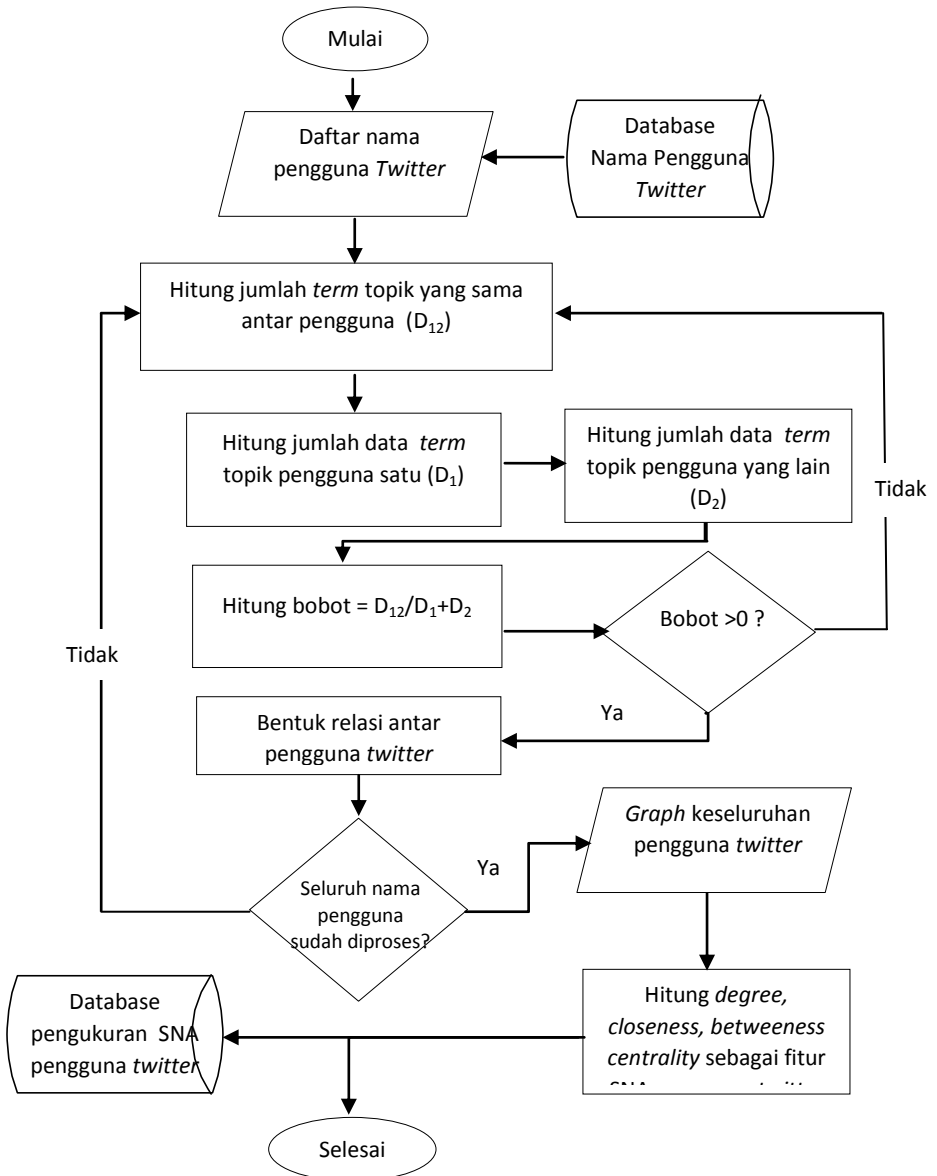 Mulai
Daftar nama
pengguna Twitter
Database
Nama Pengguna
Twitter
Hitung jumlah term topik yang sama
antar pengguna (D₁₂)
Hitung jumlah data term
topik pengguna satu (D₁)
Hitung jumlah data term
topik pengguna yang lain
(D₂)
Tidak
Hitung bobot = D₁₂/D₁+D₂
Bobot >0 ?
Tidak
Ya
Bentuk relasi antar
pengguna twitter
Graph keseluruhan
pengguna twitter
Ya
Seluruh nama
pengguna
sudah diproses?
Database
pengukuran SNA
pengguna twitter
Hitung degree,
closeness, betweeness
centrality sebagai fitur
Selesai